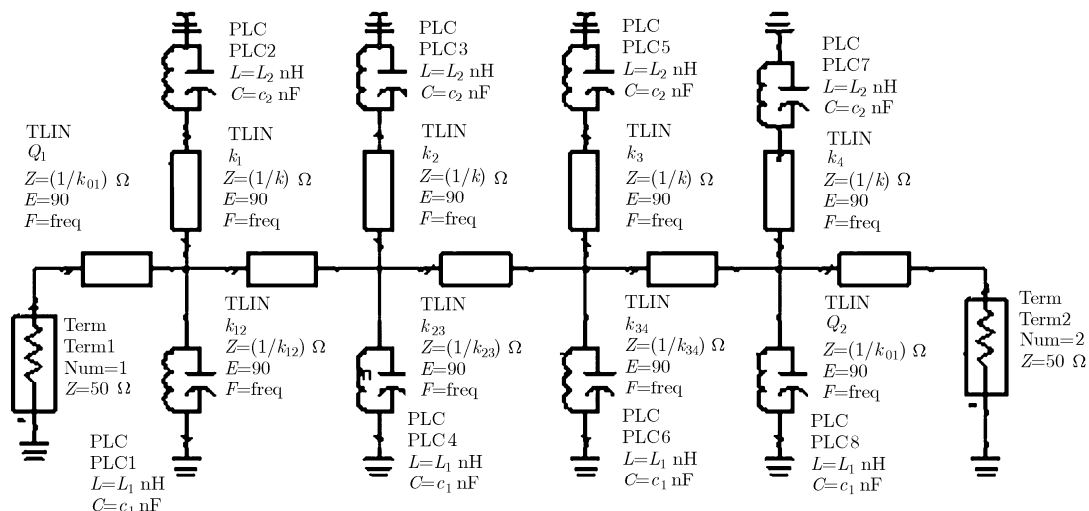 PLC
PLC2
L=L₂ nH
C=c₂ nF
PLC
PLC3
L=L₂ nH
C=c₂ nF
PLC
PLC5
L=L₂ nH
C=c₂ nF
PLC
PLC7
L=L₂ nH
C=c₂ nF
TLIN
Q₁
Z=(1/k₀₁) Ω
E=90
F=freq
TLIN
k₁
Z=(1/k) Ω
E=90
F=freq
TLIN
k₂
Z=(1/k) Ω
E=90
F=freq
TLIN
k₃
Z=(1/k) Ω
E=90
F=freq
TLIN
k₄
Z=(1/k) Ω
E=90
F=freq
Term
Term1
Num=1
Z=50 Ω
TLIN
k₁₂
Z=(1/k₁₂) Ω
E=90
F=freq
TLIN
k₂₃
Z=(1/k₂₃) Ω
E=90
F=freq
TLIN
k₃₄
Z=(1/k₃₄) Ω
E=90
F=freq
TLIN
Q₂
Z=(1/k₀₁) Ω
E=90
F=freq
Term
Term2
Num=2
Z=50 Ω
PLC
PLC1
L=L₁ nH
C=c₁ nF
PLC
PLC4
L=L₁ nH
C=c₁ nF
PLC
PLC6
L=L₁ nH
C=c₁ nF
PLC
PLC8
L=L₁ nH
C=c₁ nF